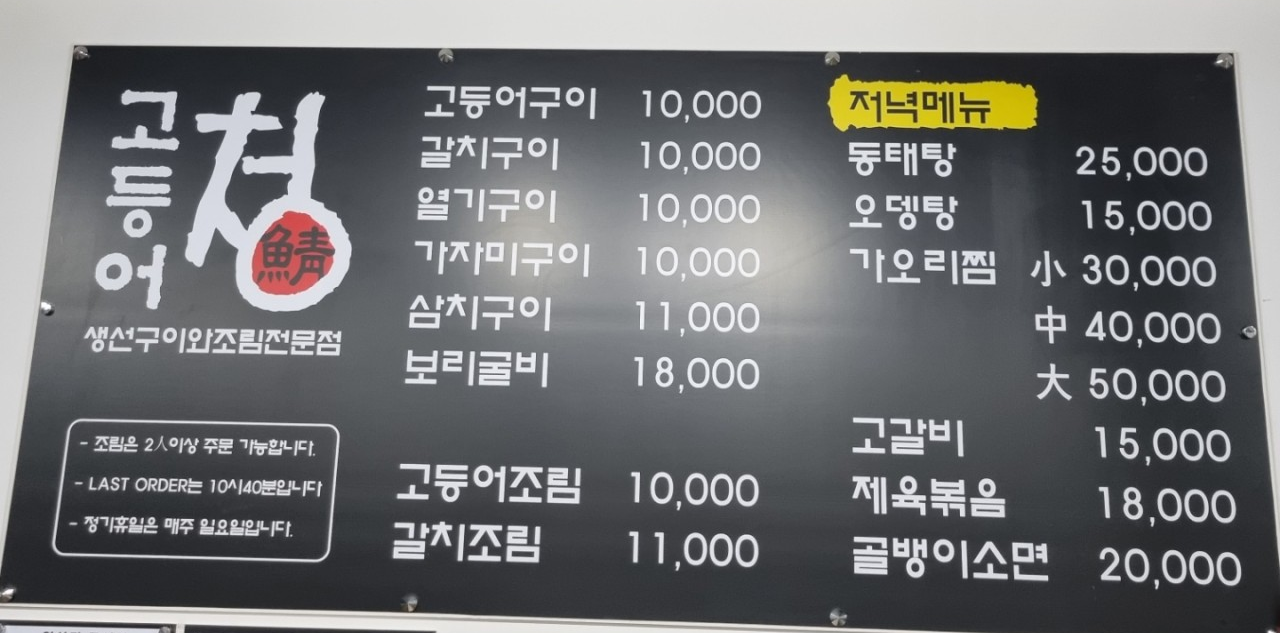 고등어
청
鯖
생선구이와조림전문점
- 조림은 2人이상 주문 가능합니다.
- LAST ORDER는 10시40분입니다
- 정기휴일은 매주 일요일입니다.
고등어구이 10,000
갈치구이 10,000
열기구이 10,000
가자미구이 10,000
삼치구이 11,000
보리굴비 18,000
고등어조림 10,000
갈치조림 11,000
저녁메뉴
동태탕 25,000
오뎅탕 15,000
가오리찜 小 30,000
中 40,000
大 50,000
고갈비 15,000
제육볶음 18,000
골뱅이소면 20,000